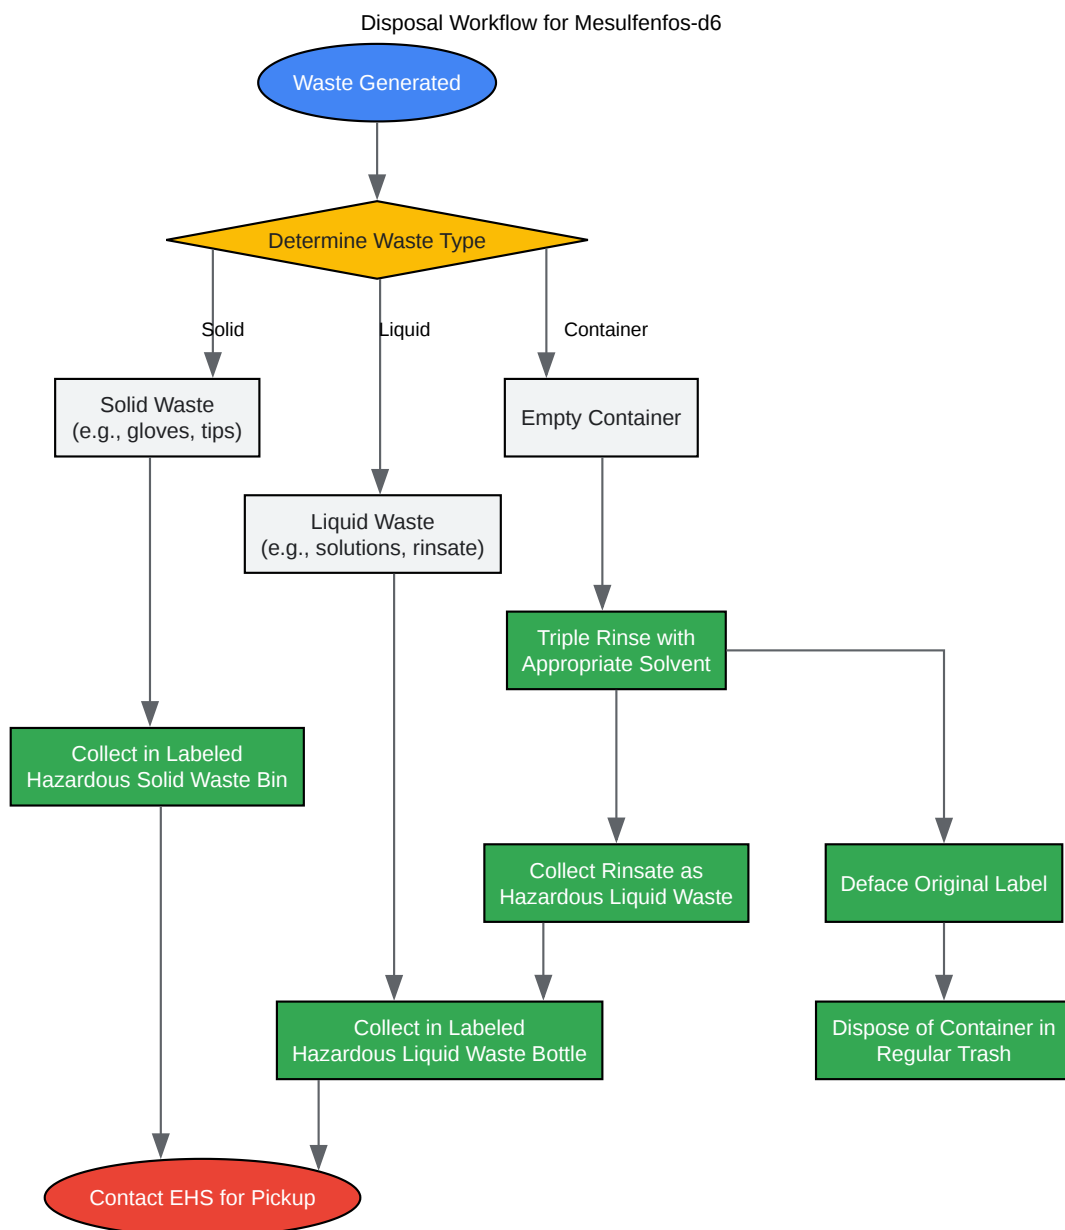 Disposal Workflow for Mesulfenfos-d6
Waste Generated
Determine Waste Type
Solid
Liquid
Container
Solid Waste
(e.g., gloves, tips)
Empty Container
Liquid Waste
(e.g., solutions, rinsate)
Triple Rinse with
Appropriate Solvent
Collect in Labeled
Hazardous Solid Waste Bin
Collect Rinsate as
Hazardous Liquid Waste
Deface Original Label
Collect in Labeled
Hazardous Liquid Waste Bottle
Dispose of Container in
Regular Trash
Contact EHS for Pickup